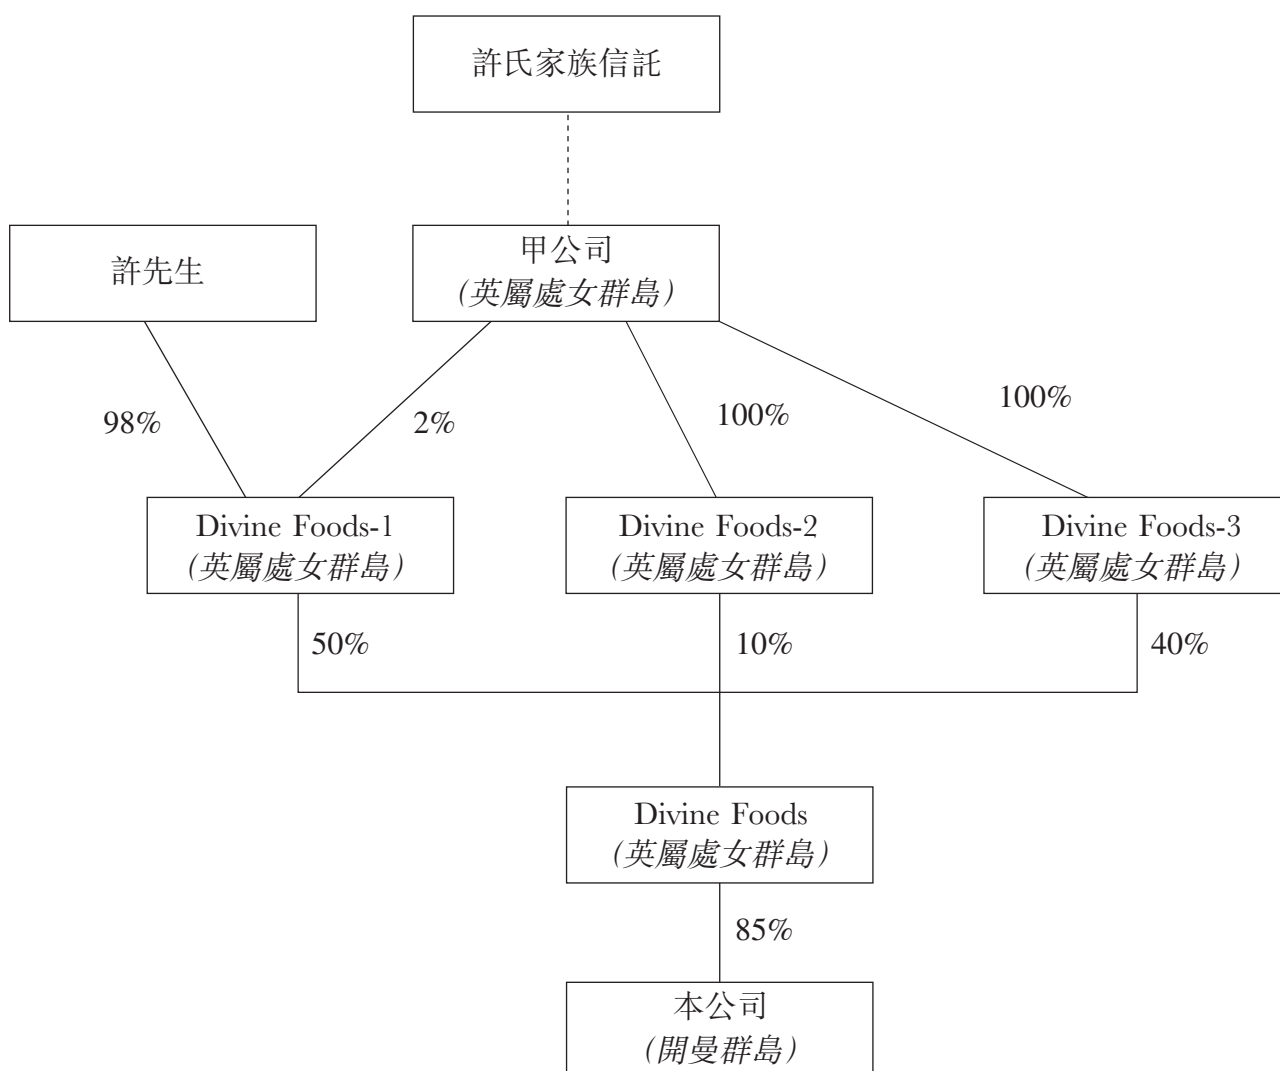 許氏家族信託
許先生
甲公司
（英屬處女群島）
98%
2%
100%
100%
Divine Foods-1
（英屬處女群島）
Divine Foods-2
（英屬處女群島）
Divine Foods-3
（英屬處女群島）
50%
10%
40%
Divine Foods
（英屬處女群島）
85%
本公司
（開曼群島）